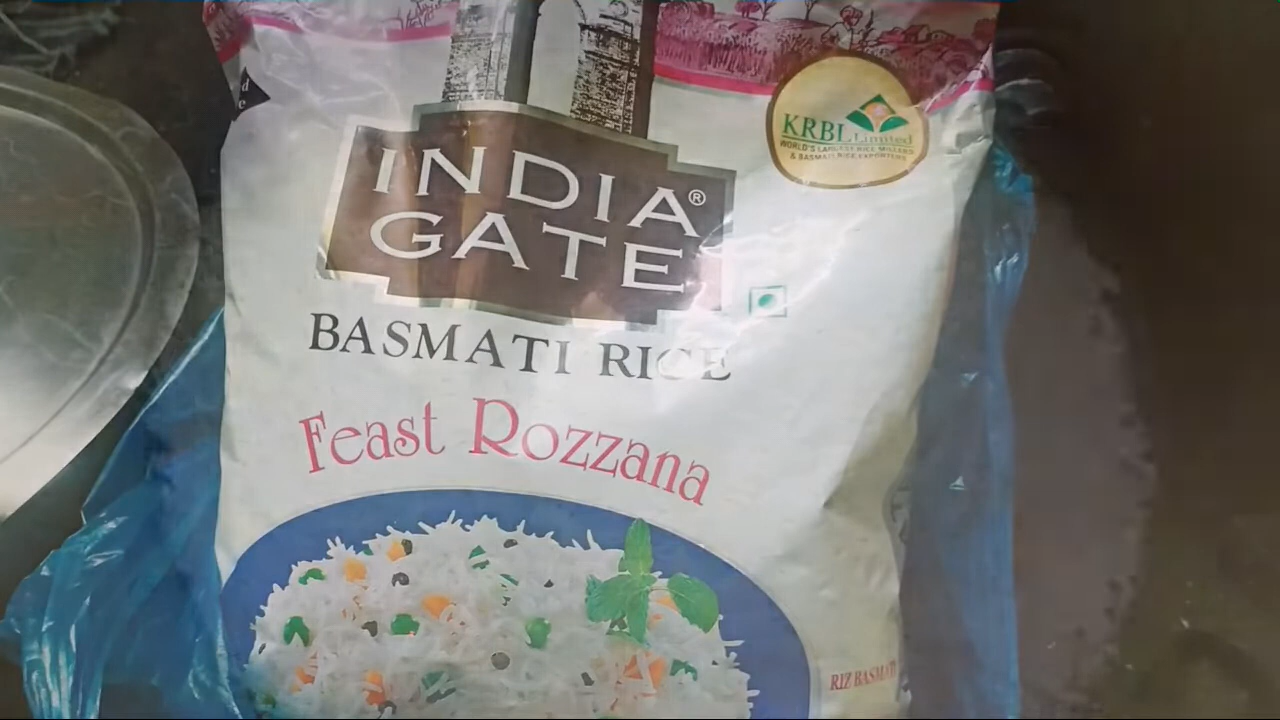 KRBL Limited
WORLD'S LARGEST RICE MILLERS
& BASMATI RICE EXPORTERS
INDIA
GATE®
BASMATI RICE
Feast Rozzana
RIZ BASMATI